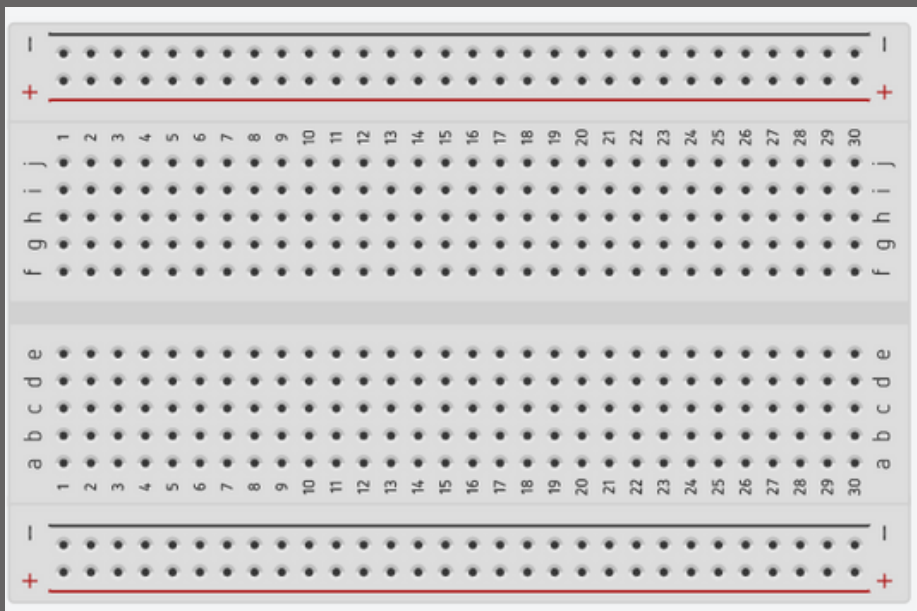 − −
+ +
1 2 3 4 5 6 7 8 9 10 11 12 13 14 15 16 17 18 19 20 21 22 23 24 25 26 27 28 29 30
j j
i i
h h
g g
f f
e e
d d
c c
b b
a a
1 2 3 4 5 6 7 8 9 10 11 12 13 14 15 16 17 18 19 20 21 22 23 24 25 26 27 28 29 30
− −
+ +